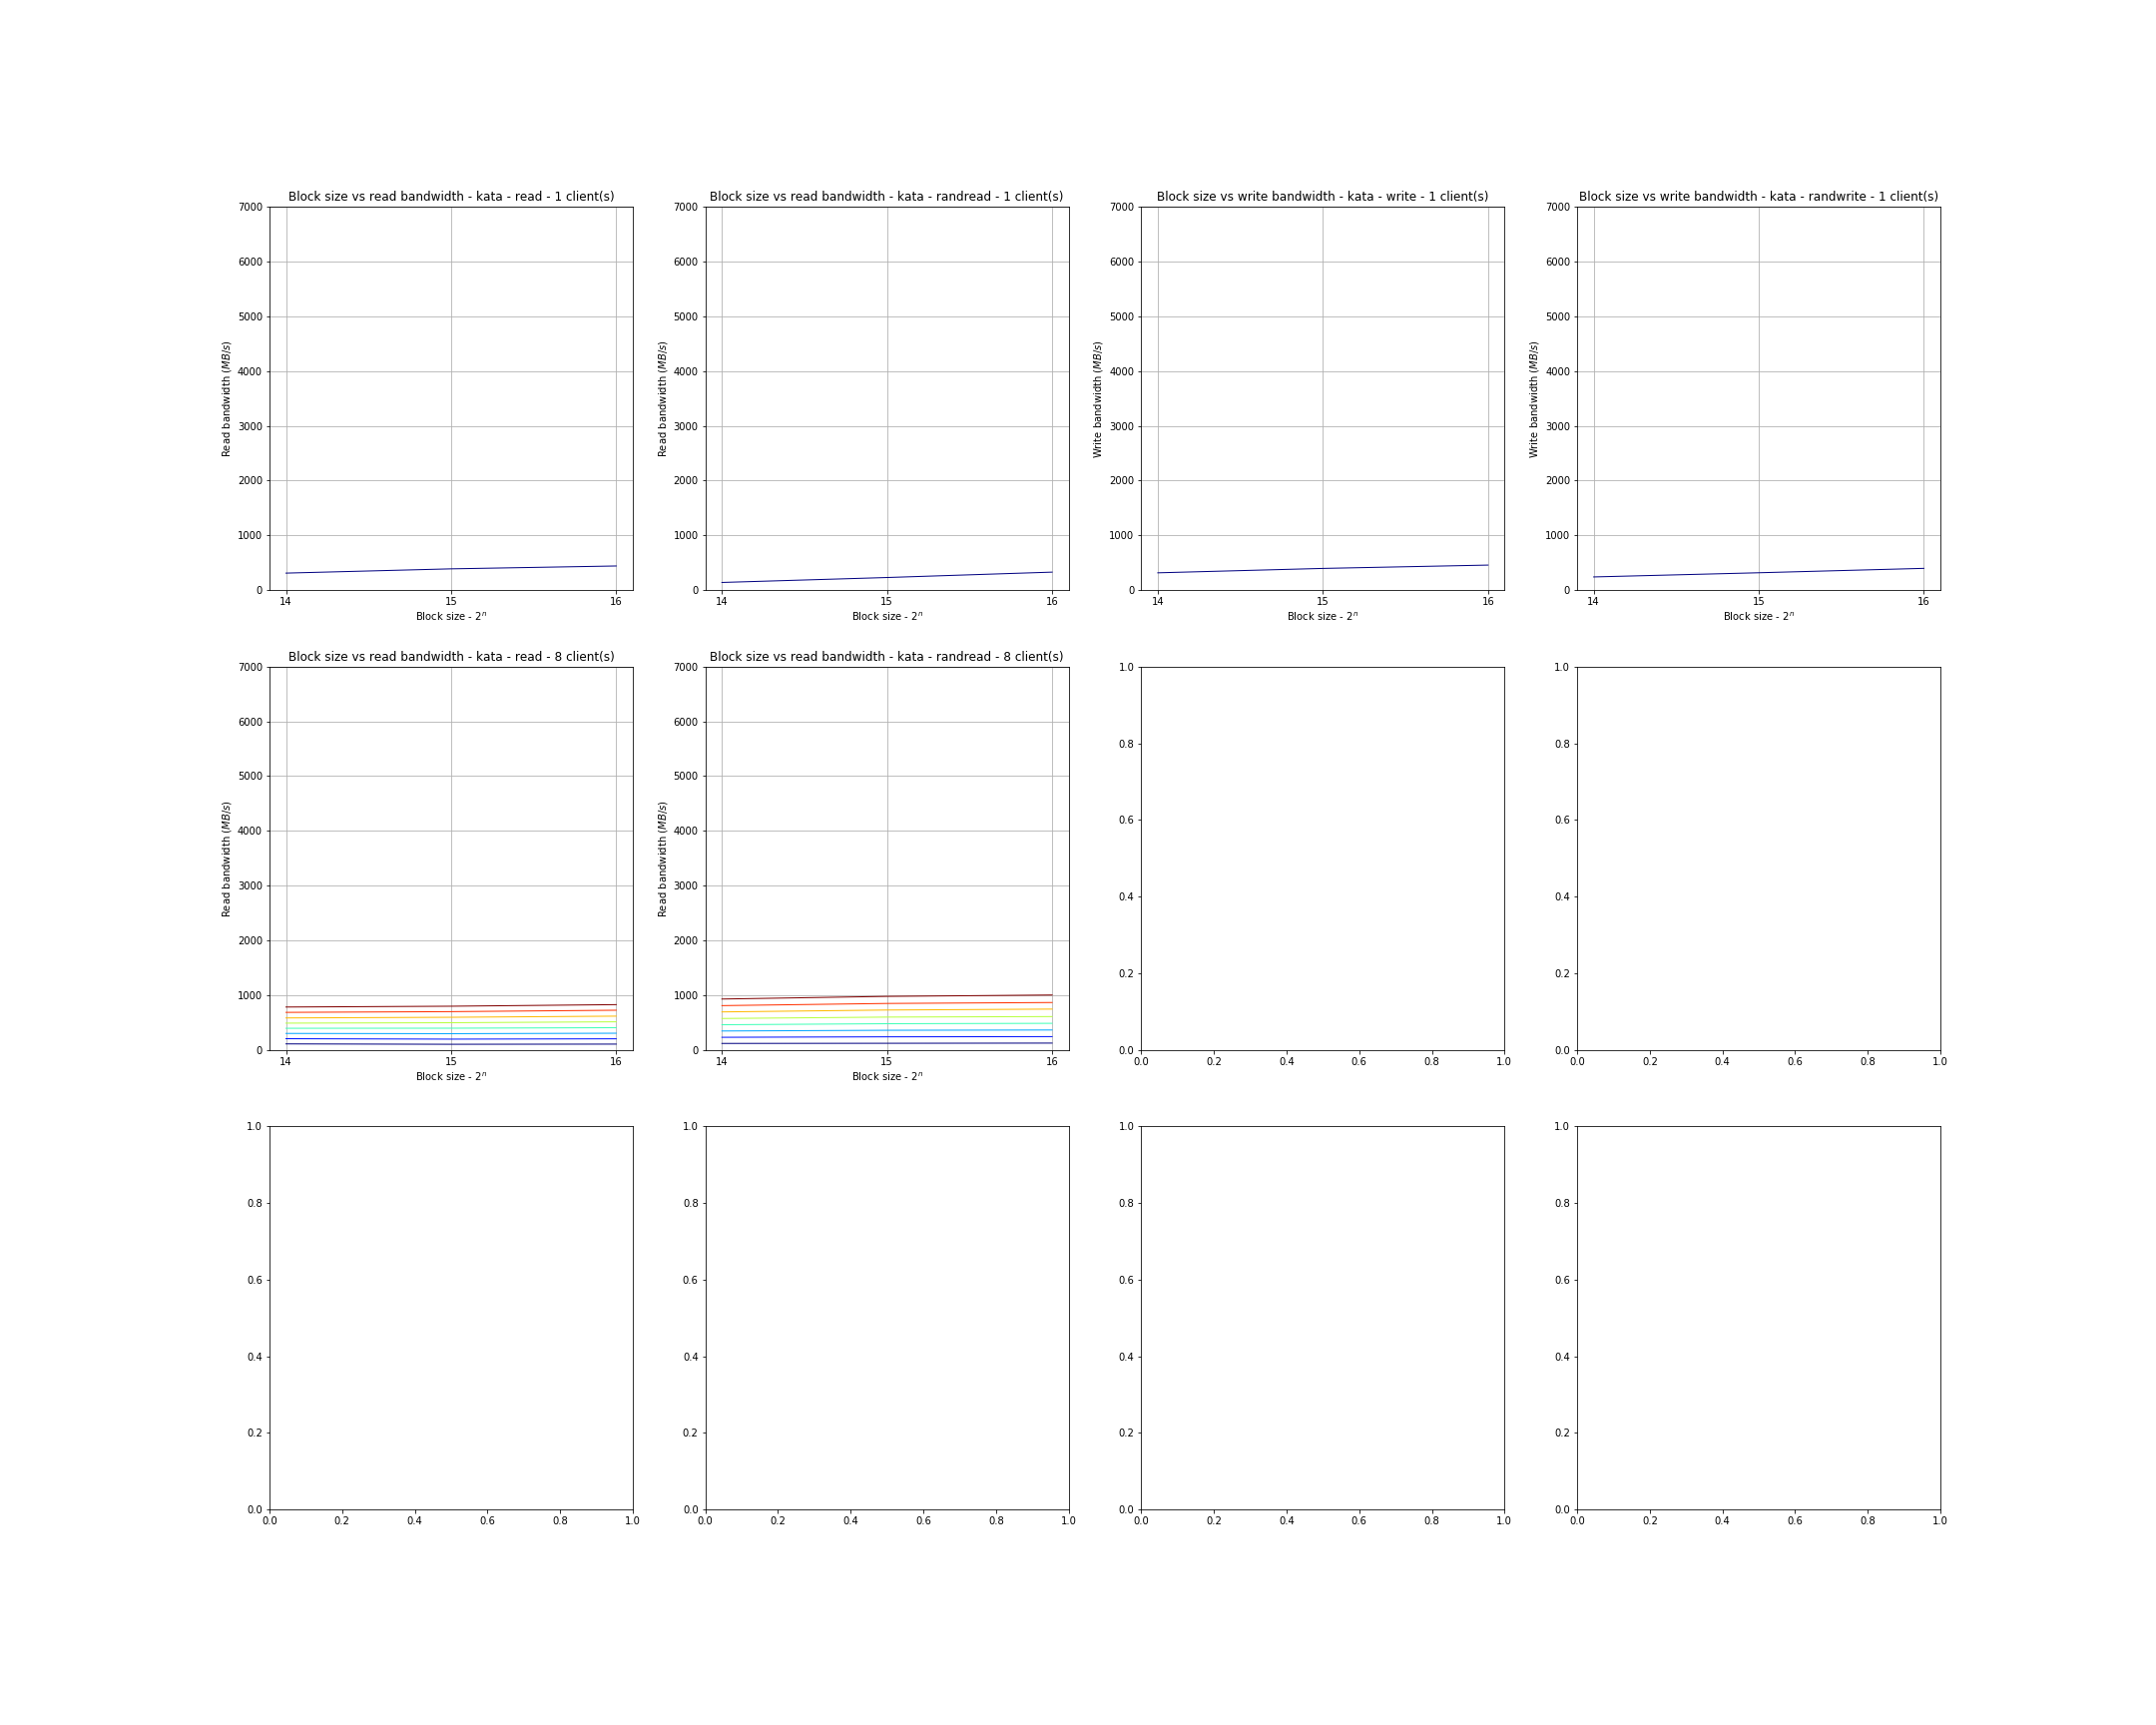 Block size vs read bandwidth - kata - read - 1 client(s)
7000
6000
5000
4000
3000
2000
1000
0
Read bandwidth (MB/s)
14 15 16
Block size - 2^n
Block size vs read bandwidth - kata - randread - 1 client(s)
7000
6000
5000
4000
3000
2000
1000
0
Read bandwidth (MB/s)
14 15 16
Block size - 2^n
Block size vs write bandwidth - kata - write - 1 client(s)
7000
6000
5000
4000
3000
2000
1000
0
Write bandwidth (MB/s)
14 15 16
Block size - 2^n
Block size vs write bandwidth - kata - randwrite - 1 client(s)
7000
6000
5000
4000
3000
2000
1000
0
Write bandwidth (MB/s)
14 15 16
Block size - 2^n
Block size vs read bandwidth - kata - read - 8 client(s)
7000
6000
5000
4000
3000
2000
1000
0
Read bandwidth (MB/s)
14 15 16
Block size - 2^n
Block size vs read bandwidth - kata - randread - 8 client(s)
7000
6000
5000
4000
3000
2000
1000
0
Read bandwidth (MB/s)
14 15 16
Block size - 2^n
1.0
0.8
0.6
0.4
0.2
0.0
0.0 0.2 0.4 0.6 0.8 1.0
1.0
0.8
0.6
0.4
0.2
0.0
0.0 0.2 0.4 0.6 0.8 1.0
1.0
0.8
0.6
0.4
0.2
0.0
0.0 0.2 0.4 0.6 0.8 1.0
1.0
0.8
0.6
0.4
0.2
0.0
0.0 0.2 0.4 0.6 0.8 1.0
1.0
0.8
0.6
0.4
0.2
0.0
0.0 0.2 0.4 0.6 0.8 1.0
1.0
0.8
0.6
0.4
0.2
0.0
0.0 0.2 0.4 0.6 0.8 1.0